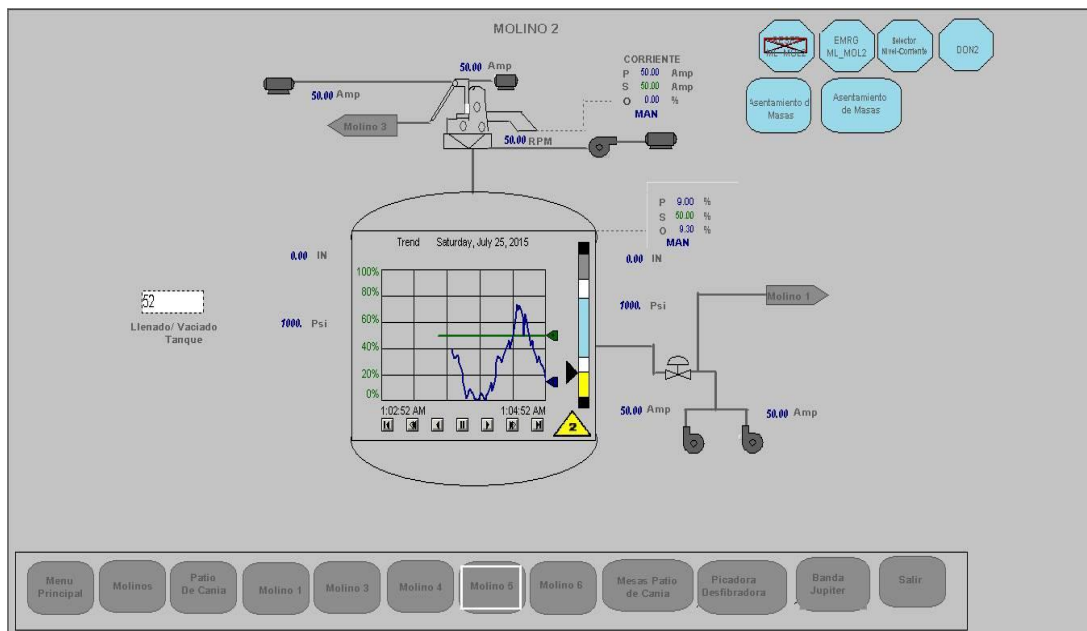 MOLINO 2
EMRG
ML_MOL2
Selector
Nivel-Corriente
DON2
Asentamiento d
Masas
Asentamiento
de Masas
50.00 Amp
50.00 Amp
CORRIENTE
P 50.00 Amp
S 50.00 Amp
O 0.00 %
MAN
Molino 3
50.00 RPM
P 9.00 %
S 50.00 %
O 9.30 %
MAN
Trend Saturday, July 25, 2015
100%
80%
60%
40%
20%
0%
1:02:52 AM 1:04:52 AM
2
0.00 IN
1000. Psi
52
Llenado/ Vaciado
Tanque
0.00 IN
1000. Psi
Molino 1
50.00 Amp
50.00 Amp
Menu
Principal
Molinos
Patio
De Cania
Molino 1
Molino 3
Molino 4
Molino 5
Molino 6
Mesas Patio
de Cania
Picadora
Desfibradora
Banda
Jupiter
Salir